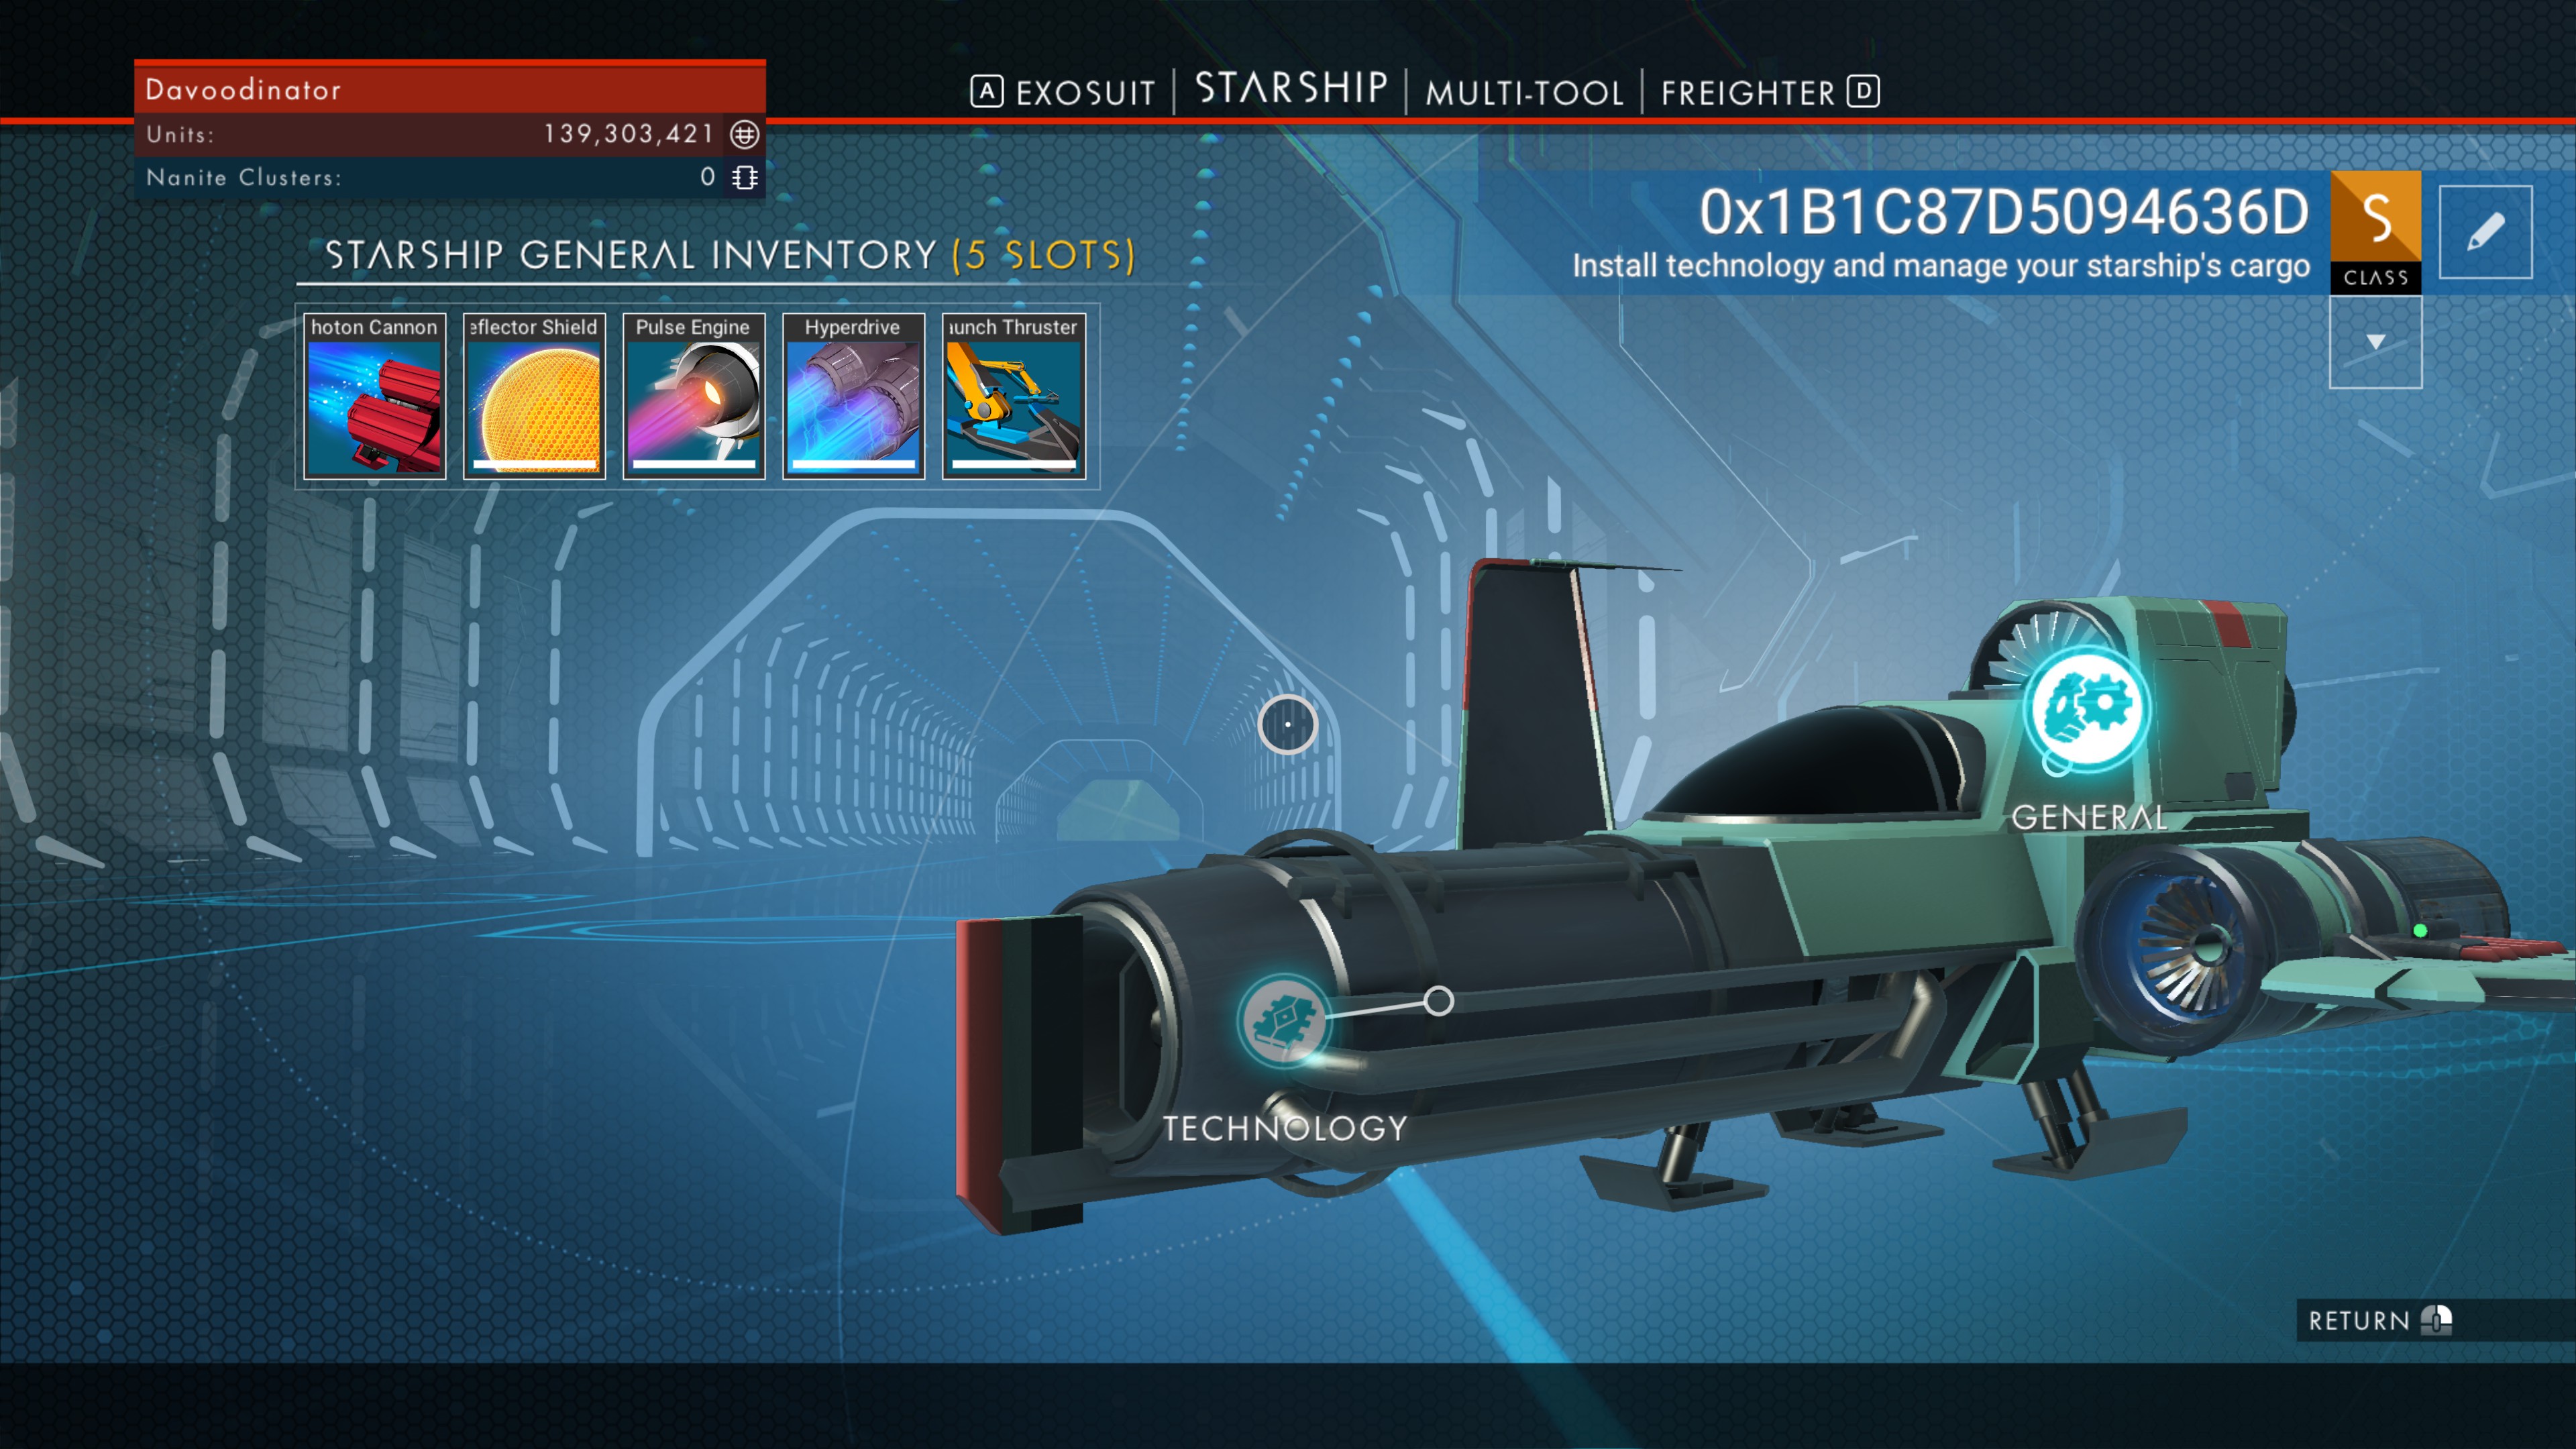 Davoodinator
Units: 139,303,421
Nanite Clusters: 0
A EXOSUIT STARSHIP MULTI-TOOL FREIGHTER D
0x1B1C87D5094636D
Install technology and manage your starship's cargo
S
CLASS
STARSHIP GENERAL INVENTORY (5 SLOTS)
hoton Cannon eflector Shield Pulse Engine Hyperdrive aunch Thruster
GENERAL
TECHNOLOGY
RETURN